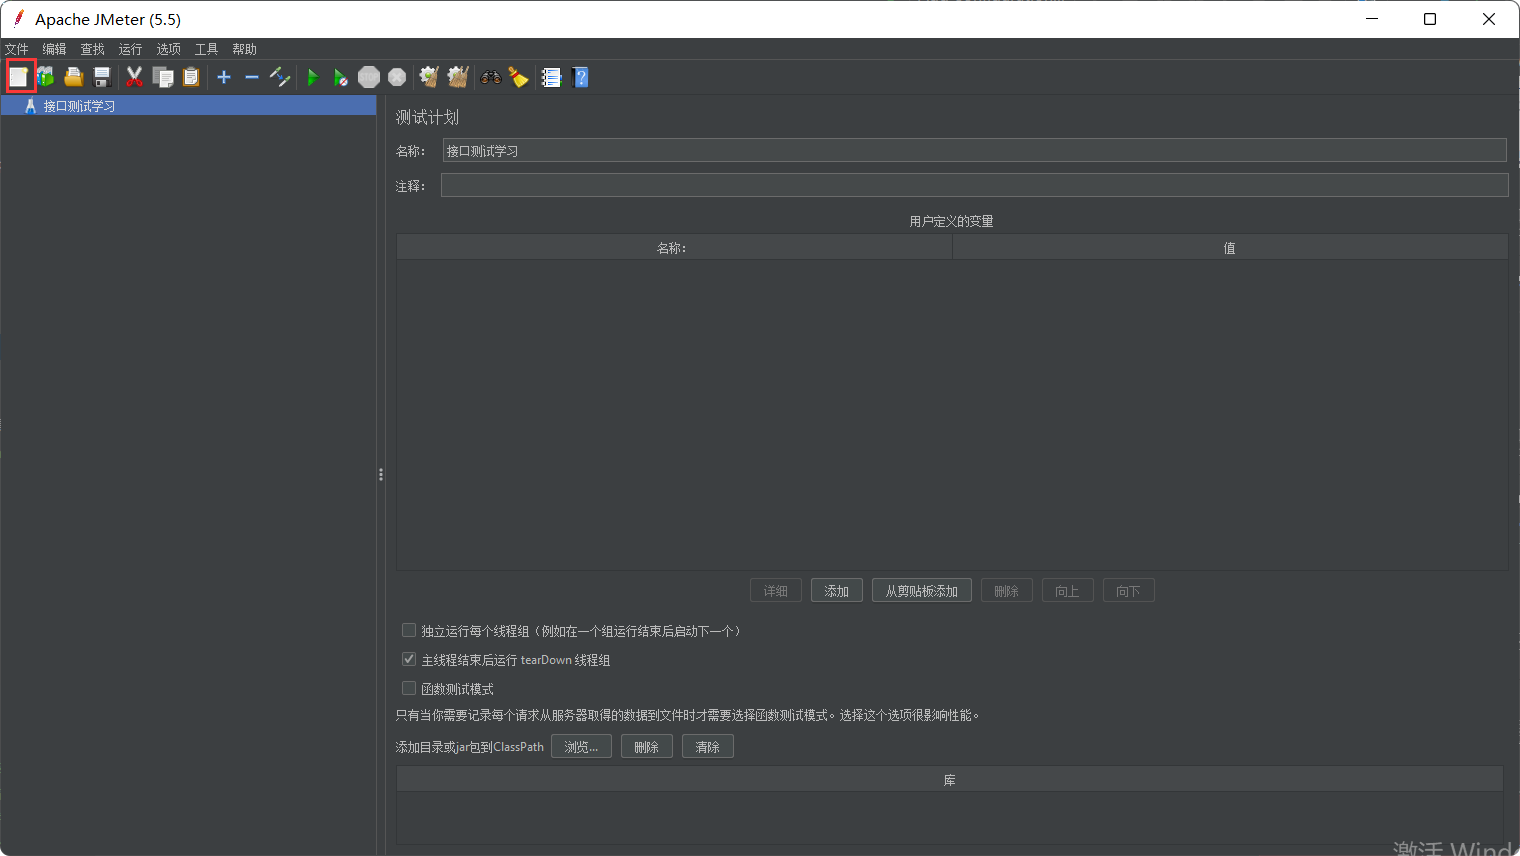 Apache JMeter (5.5)
文件 编辑 查找 运行 选项 工具 帮助
STOP
接口测试学习
测试计划
名称： 接口测试学习
注释：
用户定义的变量
名称： 值
详细 添加 从剪贴板添加 删除 向上 向下
独立运行每个线程组（例如在一个组运行结束后启动下一个）
主线程结束后运行 tearDown 线程组
函数测试模式
只有当你需要记录每个请求从服务器取得的数据到文件时才需要选择函数测试模式。选择这个选项很影响性能。
添加目录或jar包到ClassPath 浏览... 删除 清除
库
激活 Windo